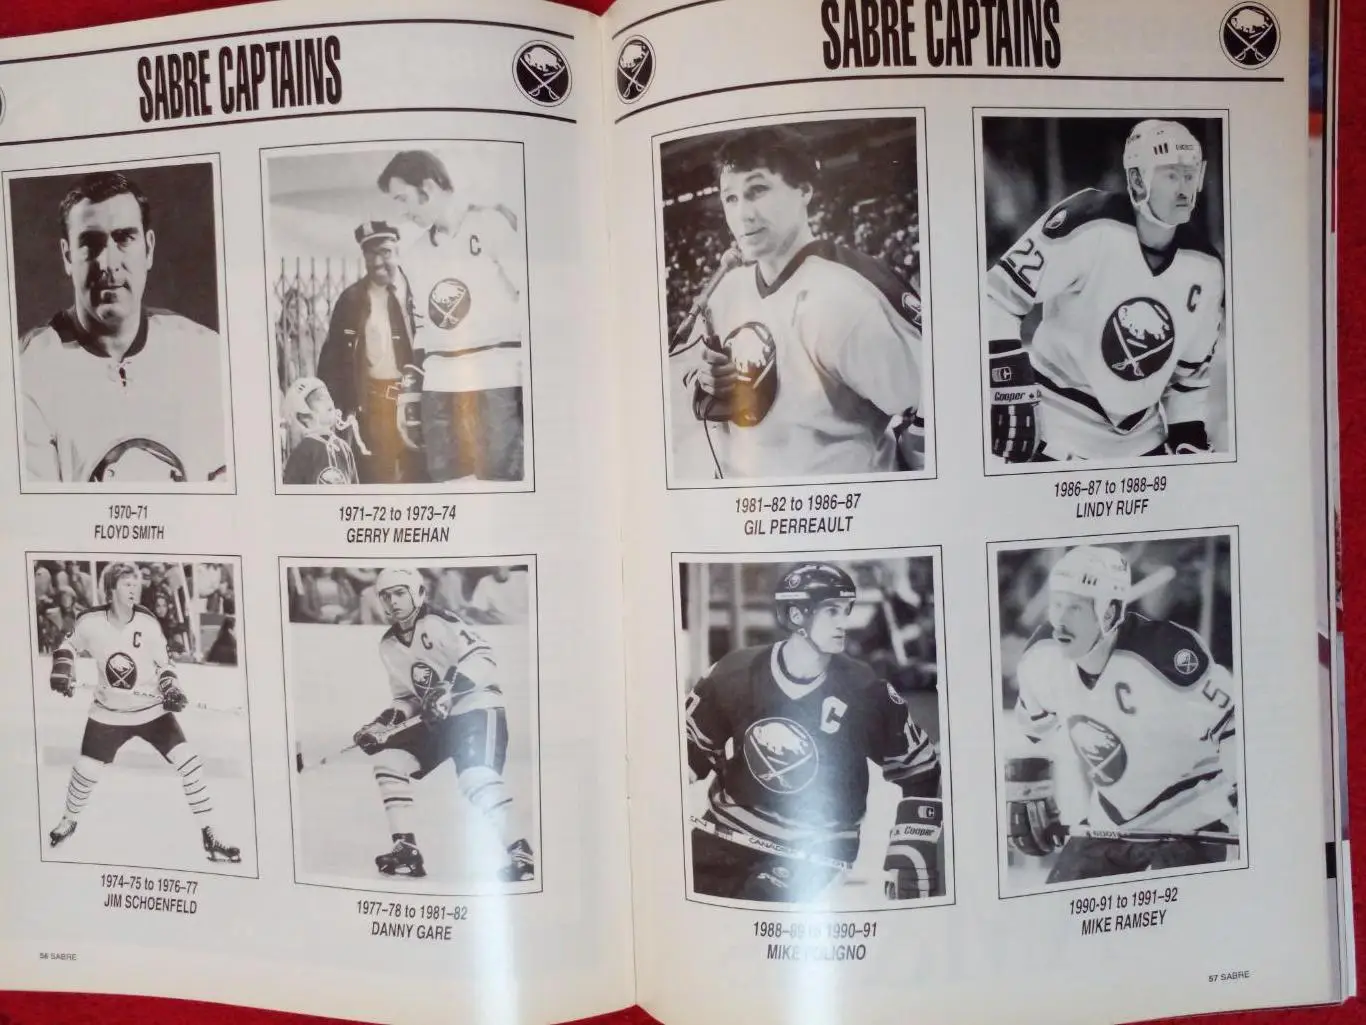 SABRE CAPTAINS
1970–71
FLOYD SMITH
C
1971–72 to 1973–74
GERRY MEEHAN
C
1974–75 to 1976–77
JIM SCHOENFELD
C
1977–78 to 1981–82
DANNY GARE
56 SABRE
SABRE CAPTAINS
1981–82 to 1986–87
GIL PERREAULT
22
C
Cooper
1986–87 to 1988–89
LINDY RUFF
C
Cooper
CANADIEN
1988–89 to 1990–91
MIKE
C
5
1990-91 to 1991–92
MIKE RAMSEY
57 SABRE